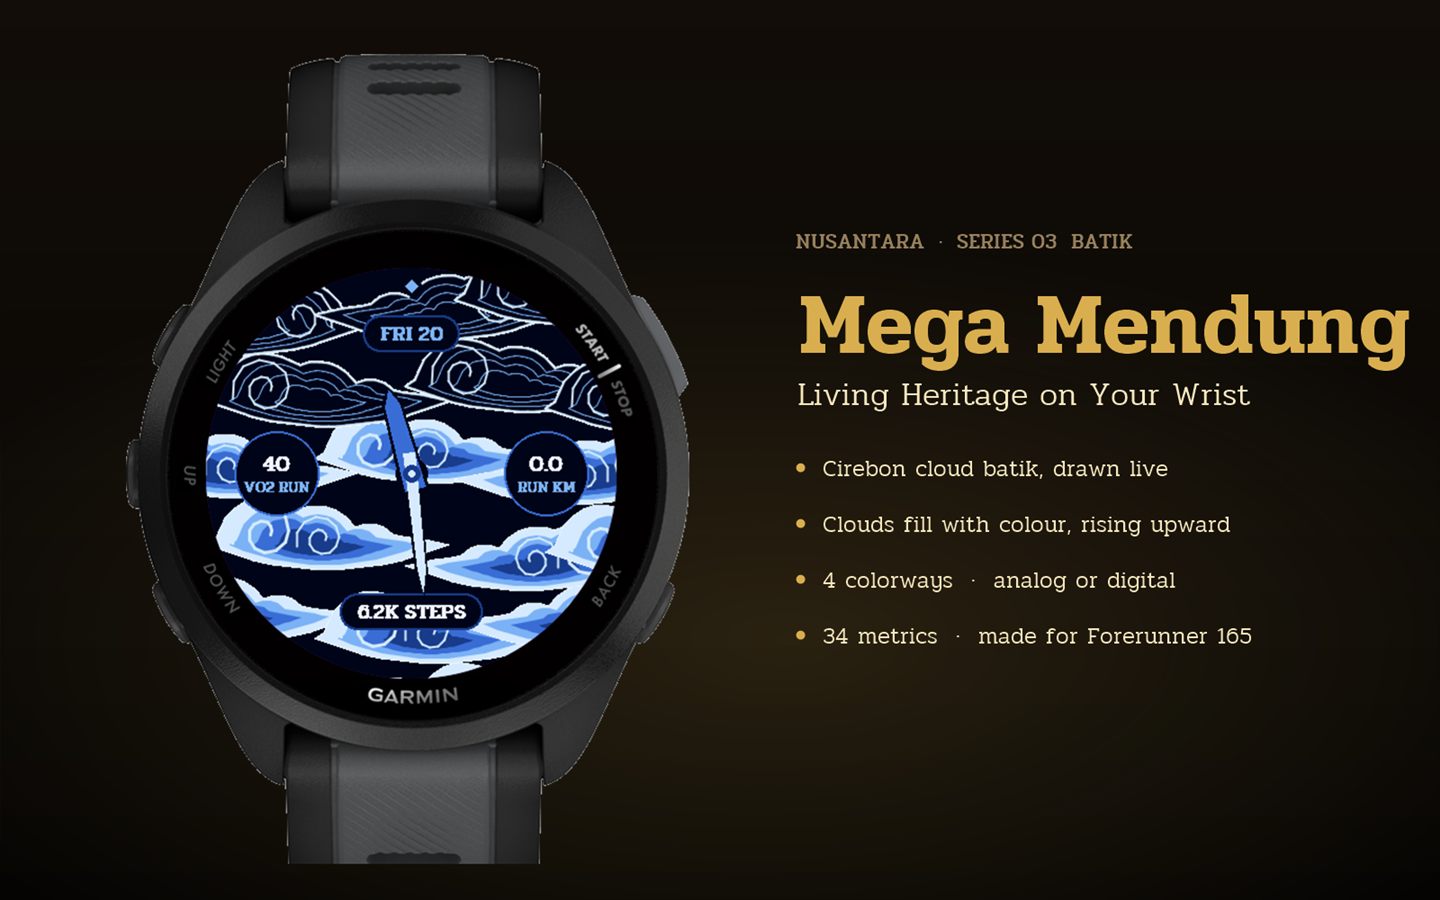 FRI 20
START
STOP
LIGHT
UP
DOWN
BACK
40
VO2 RUN
0.0
RUN KM
6.2K STEPS
GARMIN
NUSANTARA · SERIES 03 BATIK
Mega Mendung
Living Heritage on Your Wrist
• Cirebon cloud batik, drawn live
• Clouds fill with colour, rising upward
• 4 colorways · analog or digital
• 34 metrics · made for Forerunner 165